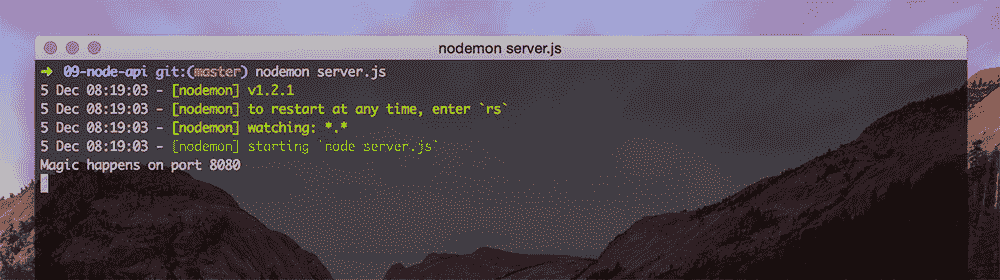 nodemon server.js
➜ 09-node-api git:(master) nodemon server.js
5 Dec 08:19:03 - [nodemon] v1.2.1
5 Dec 08:19:03 - [nodemon] to restart at any time, enter `rs`
5 Dec 08:19:03 - [nodemon] watching: *.*
5 Dec 08:19:03 - [nodemon] starting `node server.js`
Magic happens on port 8080